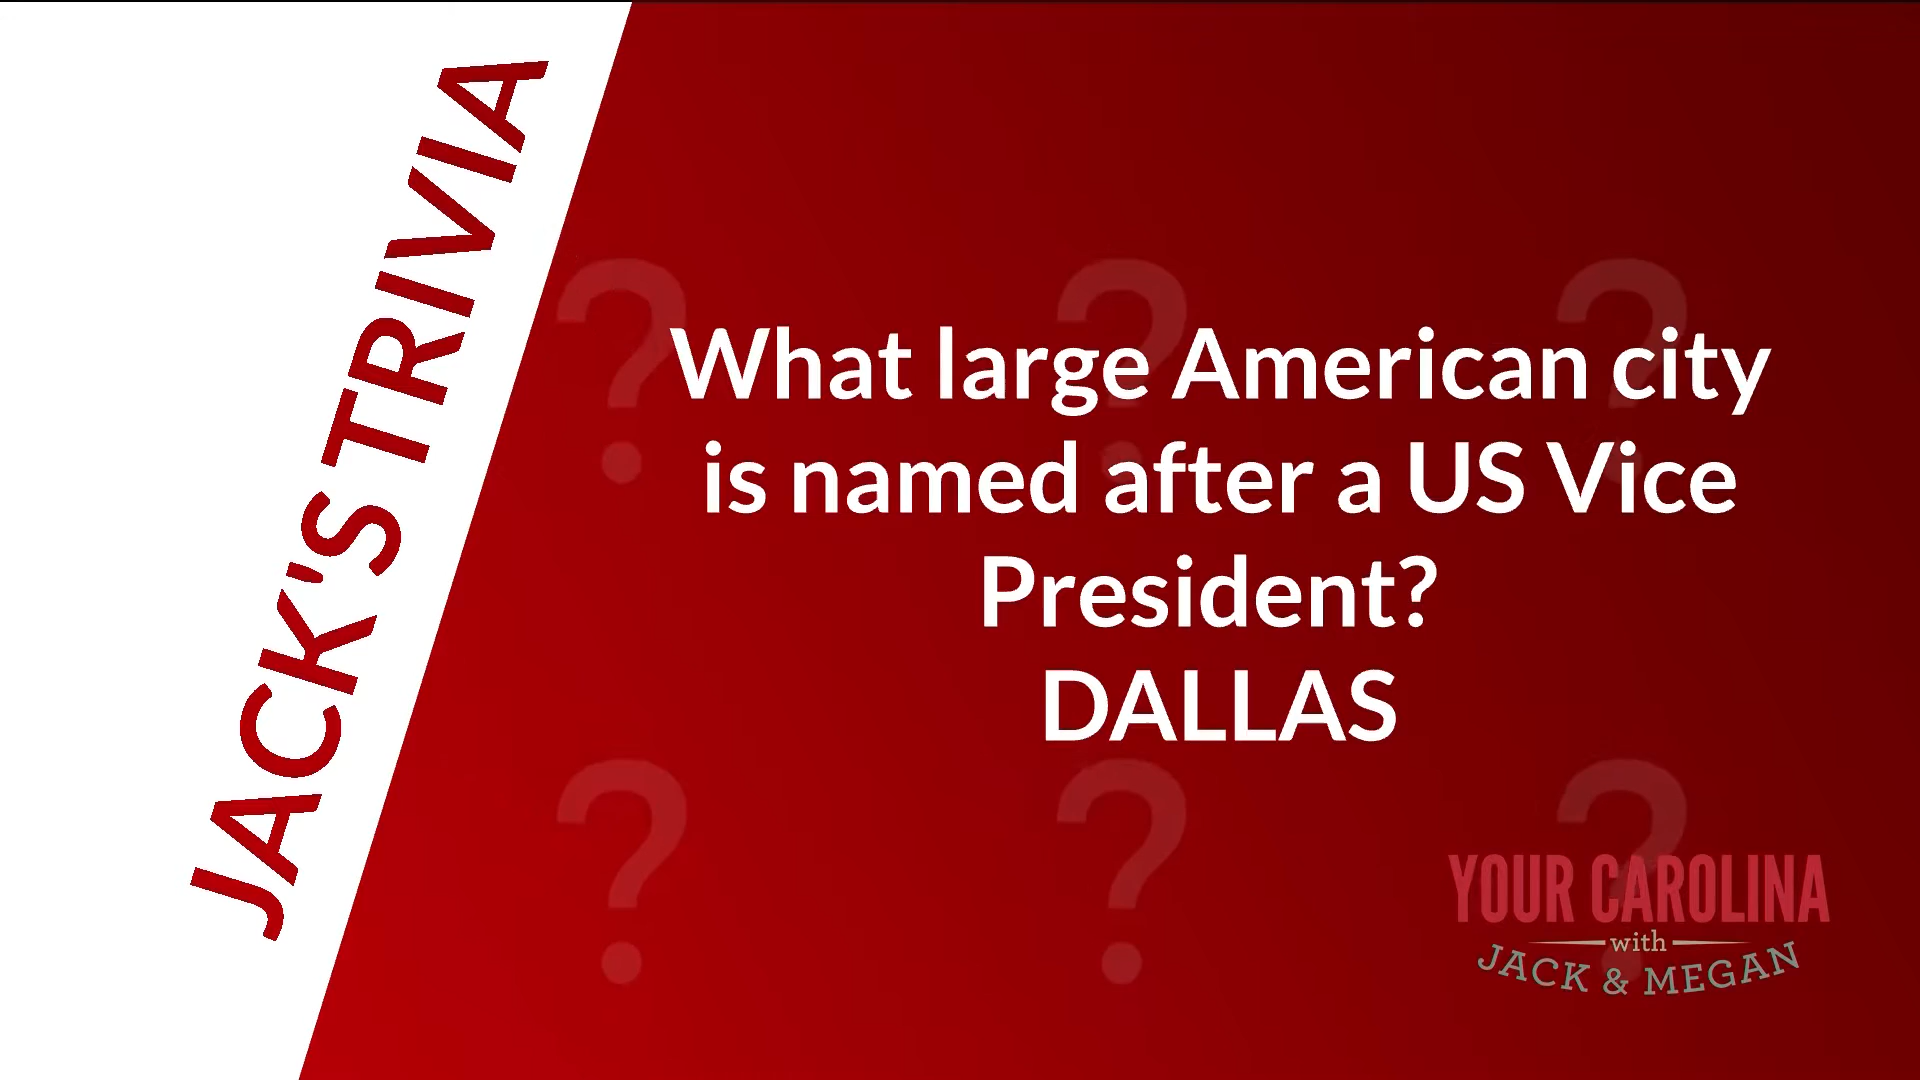 JACK'S TRIVIA
What large American city
is named after a US Vice
President?
DALLAS
YOUR CAROLINA
with
JACK & MEGAN